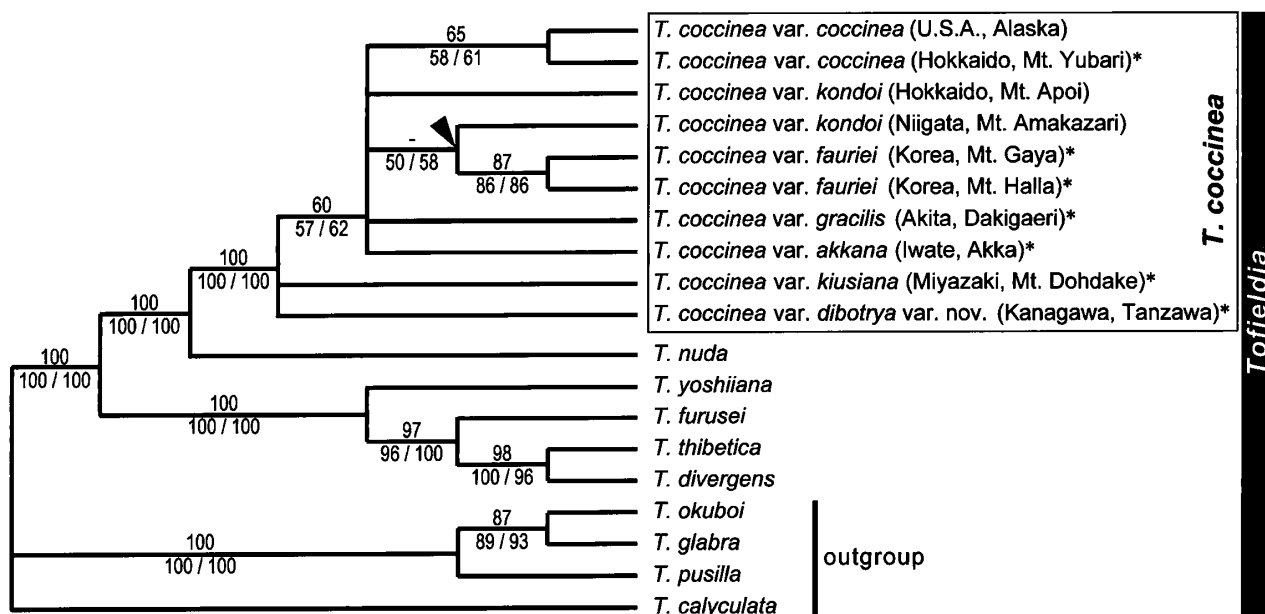 65
58 / 61
T. coccinea var. coccinea (U.S.A., Alaska)
T. coccinea var. coccinea (Hokkaido, Mt. Yubari)*
T. coccinea var. kondoi (Hokkaido, Mt. Apoi)
-
50 / 58
T. coccinea var. kondoi (Niigata, Mt. Amakazari)
87
86 / 86
T. coccinea var. fauriei (Korea, Mt. Gaya)*
T. coccinea var. fauriei (Korea, Mt. Halla)*
60
57 / 62
T. coccinea var. gracilis (Akita, Dakigaeri)*
T. coccinea var. akkana (Iwate, Akka)*
100
100 / 100
T. coccinea var. kiusiana (Miyazaki, Mt. Dohdake)*
T. coccinea var. dibotrya var. nov. (Kanagawa, Tanzawa)*
T. coccinea
100
100 / 100
T. nuda
100
100 / 100
T. yoshiiana
100
100 / 100
T. furusei
97
96 / 100
T. thibetica
98
100 / 96
T. divergens
T. okuboi
87
89 / 93
T. glabra
100
100 / 100
T. pusilla
outgroup
T. calyculata
Tofieldia